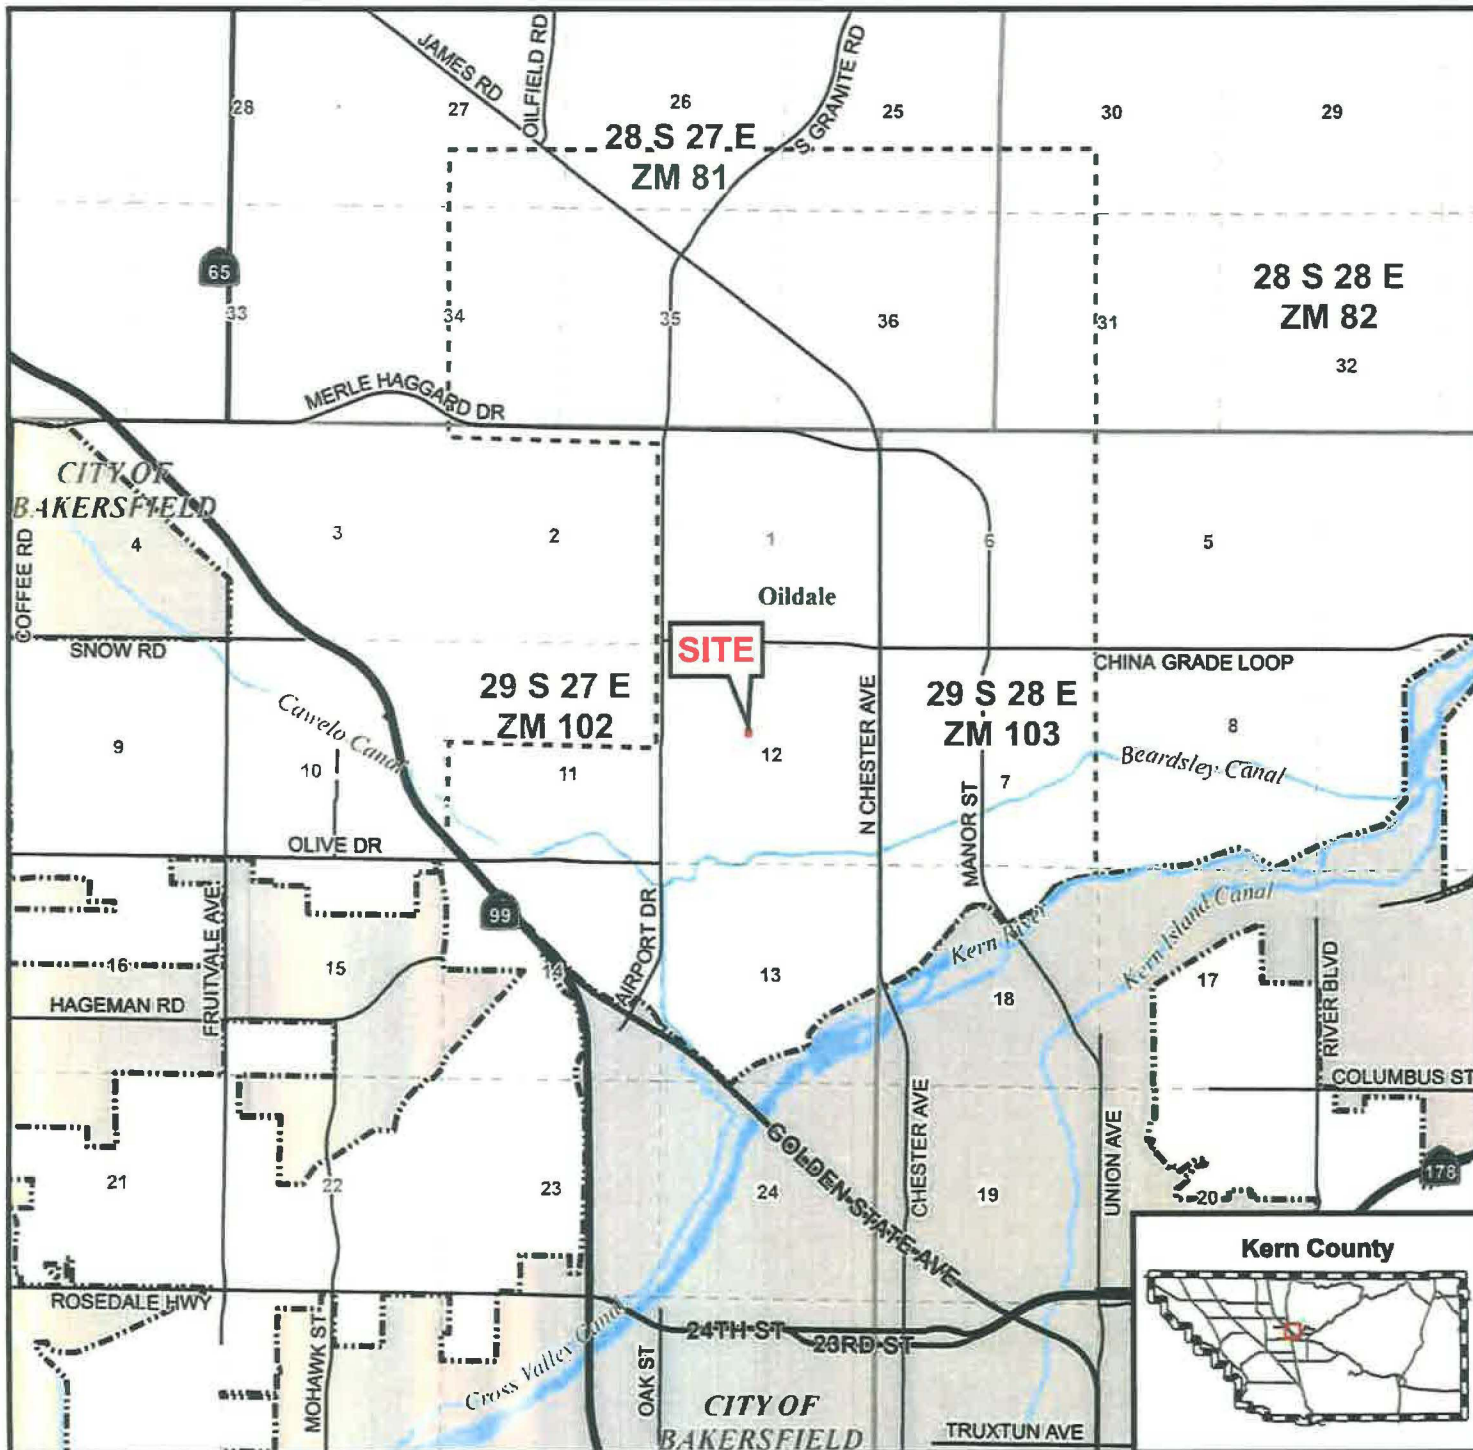 JAMES RD
OILFIELD RD
S GRANITE RD
28
27
26
25
30
29
28 S 27 E
ZM 81
65
33
34
35
36
31
28 S 28 E
ZM 82
32
MERLE HAGGARD DR
CITY OF
BAKERSFIELD
COFFEE RD
4
3
2
1
6
5
Oildale
SNOW RD
SITE
CHINA GRADE LOOP
29 S 27 E
ZM 102
29 S 28 E
ZM 103
Cawelo Canal
N CHESTER AVE
MANOR ST
9
10
11
12
7
8
Beardsley Canal
OLIVE DR
FRUITVALE AVE
99
AIRPORT DR
Kern River
Kern Island Canal
16
15
14
13
18
17
HAGEMAN RD
RIVER BLVD
COLUMBUS ST
GOLDEN STATE AVE
CHESTER AVE
UNION AVE
178
21
22
23
24
19
20
Kern County
ROSEDALE HWY
MOHAWK ST
Cross Valley Canal
24TH ST
23RD ST
OAK ST
CITY OF
BAKERSFIELD
TRUXTUN AVE